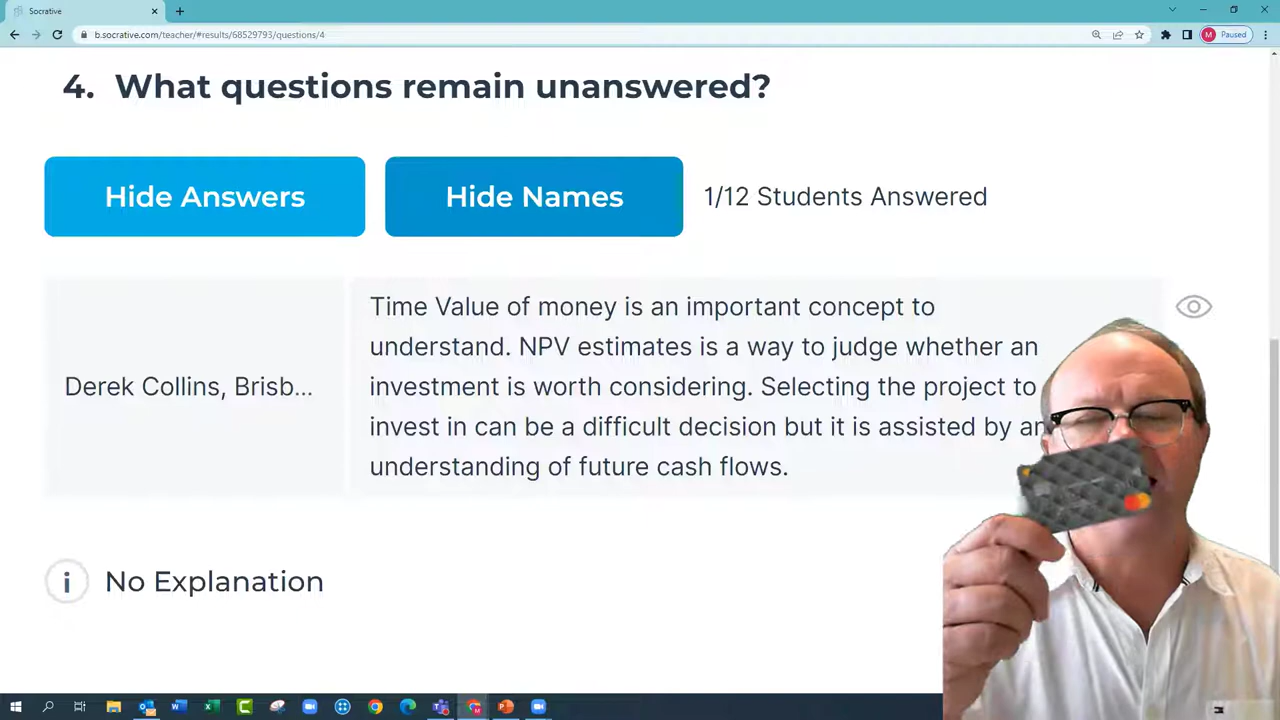 Socrative
b.socrative.com/teacher/#results/68529793/questions/4
Paused
4. What questions remain unanswered?
Hide Answers
Hide Names
1/12 Students Answered
Derek Collins, Brisb...
Time Value of money is an important concept to
understand. NPV estimates is a way to judge whether an
investment is worth considering. Selecting the project to
invest in can be a difficult decision but it is assisted by an
understanding of future cash flows.
i No Explanation